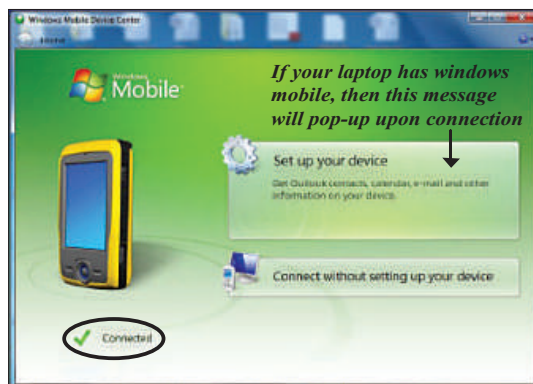 Windows Mobile Device Center
Home
Windows
Mobile
If your laptop has windows
mobile, then this message
will pop-up upon connection
Set up your device
Get Outlook contacts, calendar, e-mail and other
information on your device.
Connect without setting up your device
Connected